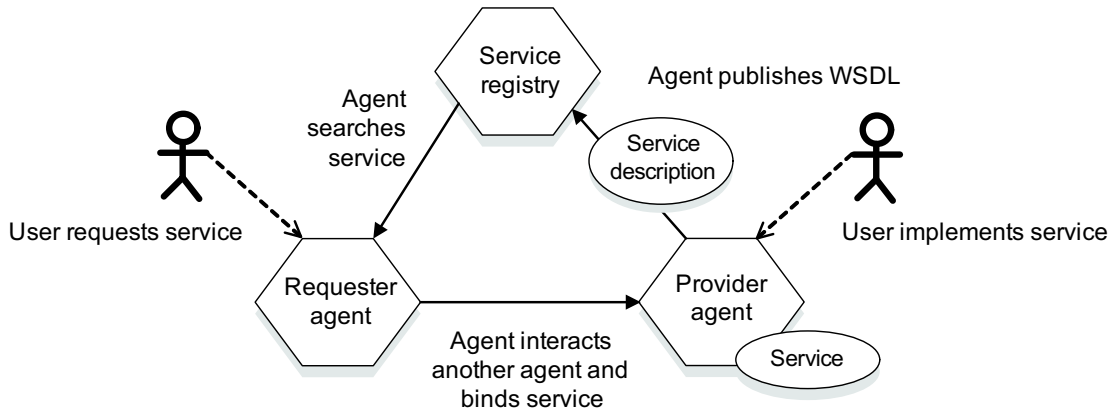 Service
registry
Agent publishes WSDL
Agent
searches
service
Service
description
User requests service
User implements service
Requester
agent
Provider
agent
Agent interacts
another agent and
binds service
Service